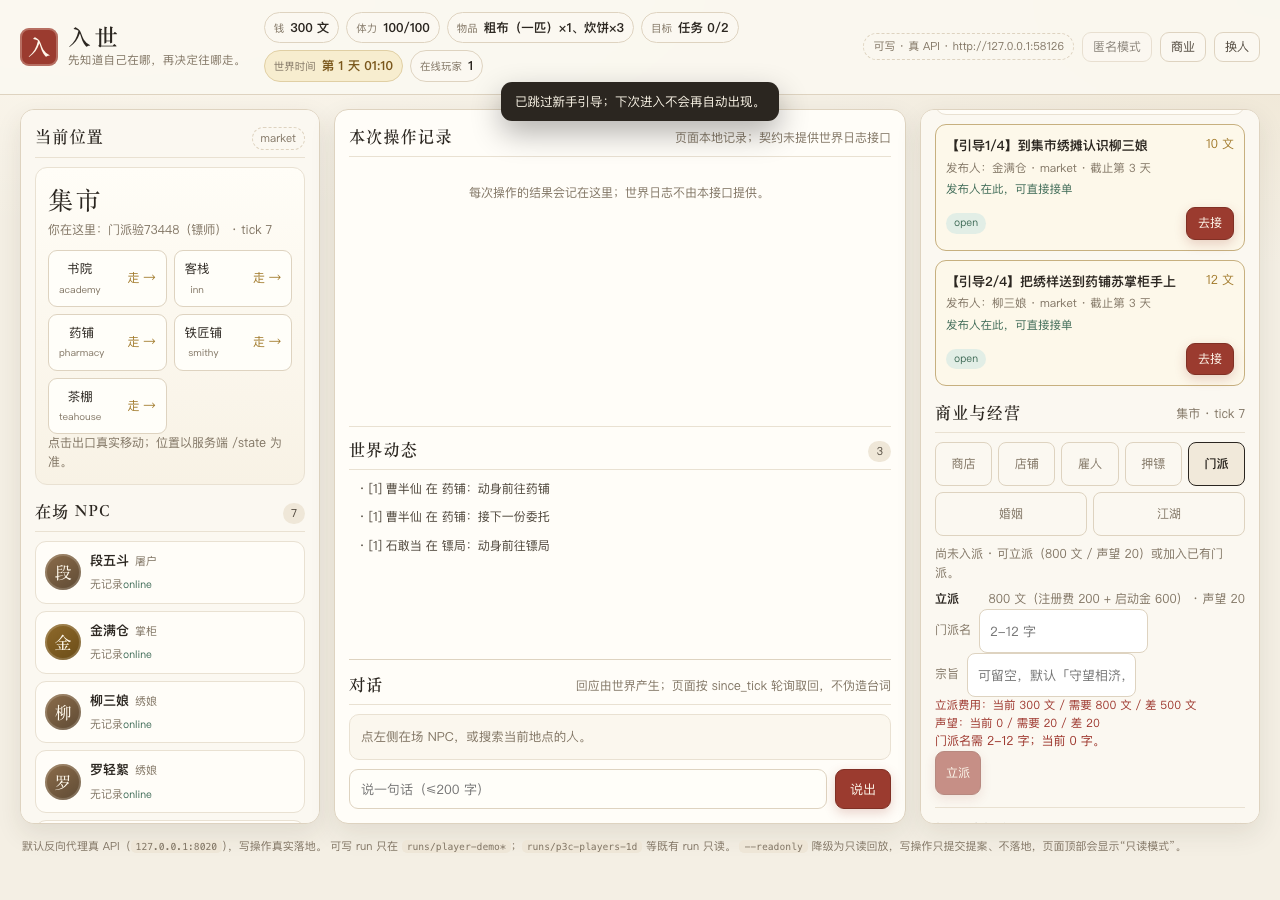 入
入世
先知道自己在哪，再决定往哪走。
钱 300 文
体力 100/100
物品 粗布（一匹）×1、炊饼×3
目标 任务 0/2
世界时间 第 1 天 01:10
在线玩家 1
可写 · 真 API · http://127.0.0.1:58126
匿名模式
商业
换人
已跳过新手引导；下次进入不会再自动出现。
当前位置
market
集市
你在这里：门派验73448（镖师） · tick 7
书院
academy
走 →
客栈
inn
走 →
药铺
pharmacy
走 →
铁匠铺
smithy
走 →
茶棚
teahouse
走 →
点击出口真实移动；位置以服务端 /state 为
准。
在场 NPC
7
段
段五斗 屠户
无记录online
金
金满仓 掌柜
无记录online
柳
柳三娘 绣娘
无记录online
罗
罗轻絮 绣娘
无记录online
本次操作记录
页面本地记录；契约未提供世界日志接口
每次操作的结果会记在这里；世界日志不由本接口提供。
世界动态
3
· [1] 曹半仙 在 药铺：动身前往药铺
· [1] 曹半仙 在 药铺：接下一份委托
· [1] 石敢当 在 镖局：动身前往镖局
对话
回应由世界产生；页面按 since_tick 轮询取回，不伪造台词
点左侧在场 NPC，或搜索当前地点的人。
说一句话（≤200 字）
说出
【引导1/4】到集市绣摊认识柳三娘
10 文
发布人：金满仓 · market · 截止第 3 天
发布人在此，可直接接单
open
去接
【引导2/4】把绣样送到药铺苏掌柜手上
12 文
发布人：柳三娘 · market · 截止第 3 天
发布人在此，可直接接单
open
去接
商业与经营
集市 · tick 7
商店
店铺
雇人
押镖
门派
婚姻
江湖
尚未入派 · 可立派（800 文 / 声望 20）或加入已有门
派。
立派
800 文（注册费 200 + 启动金 600） · 声望 20
门派名
2–12 字
宗旨
可留空，默认「守望相济，
立派费用：当前 300 文 / 需要 800 文 / 差 500 文
声望：当前 0 / 需要 20 / 差 20
门派名需 2–12 字；当前 0 字。
立派
默认反向代理真 API（ 127.0.0.1:8020 ），写操作真实落地。 可写 run 只在 runs/player-demo* ； runs/p3c-players-1d 等既有 run 只读。 --readonly 降级为只读回放，写操作只提交提案、不落地，页面顶部会显示“只读模式”。